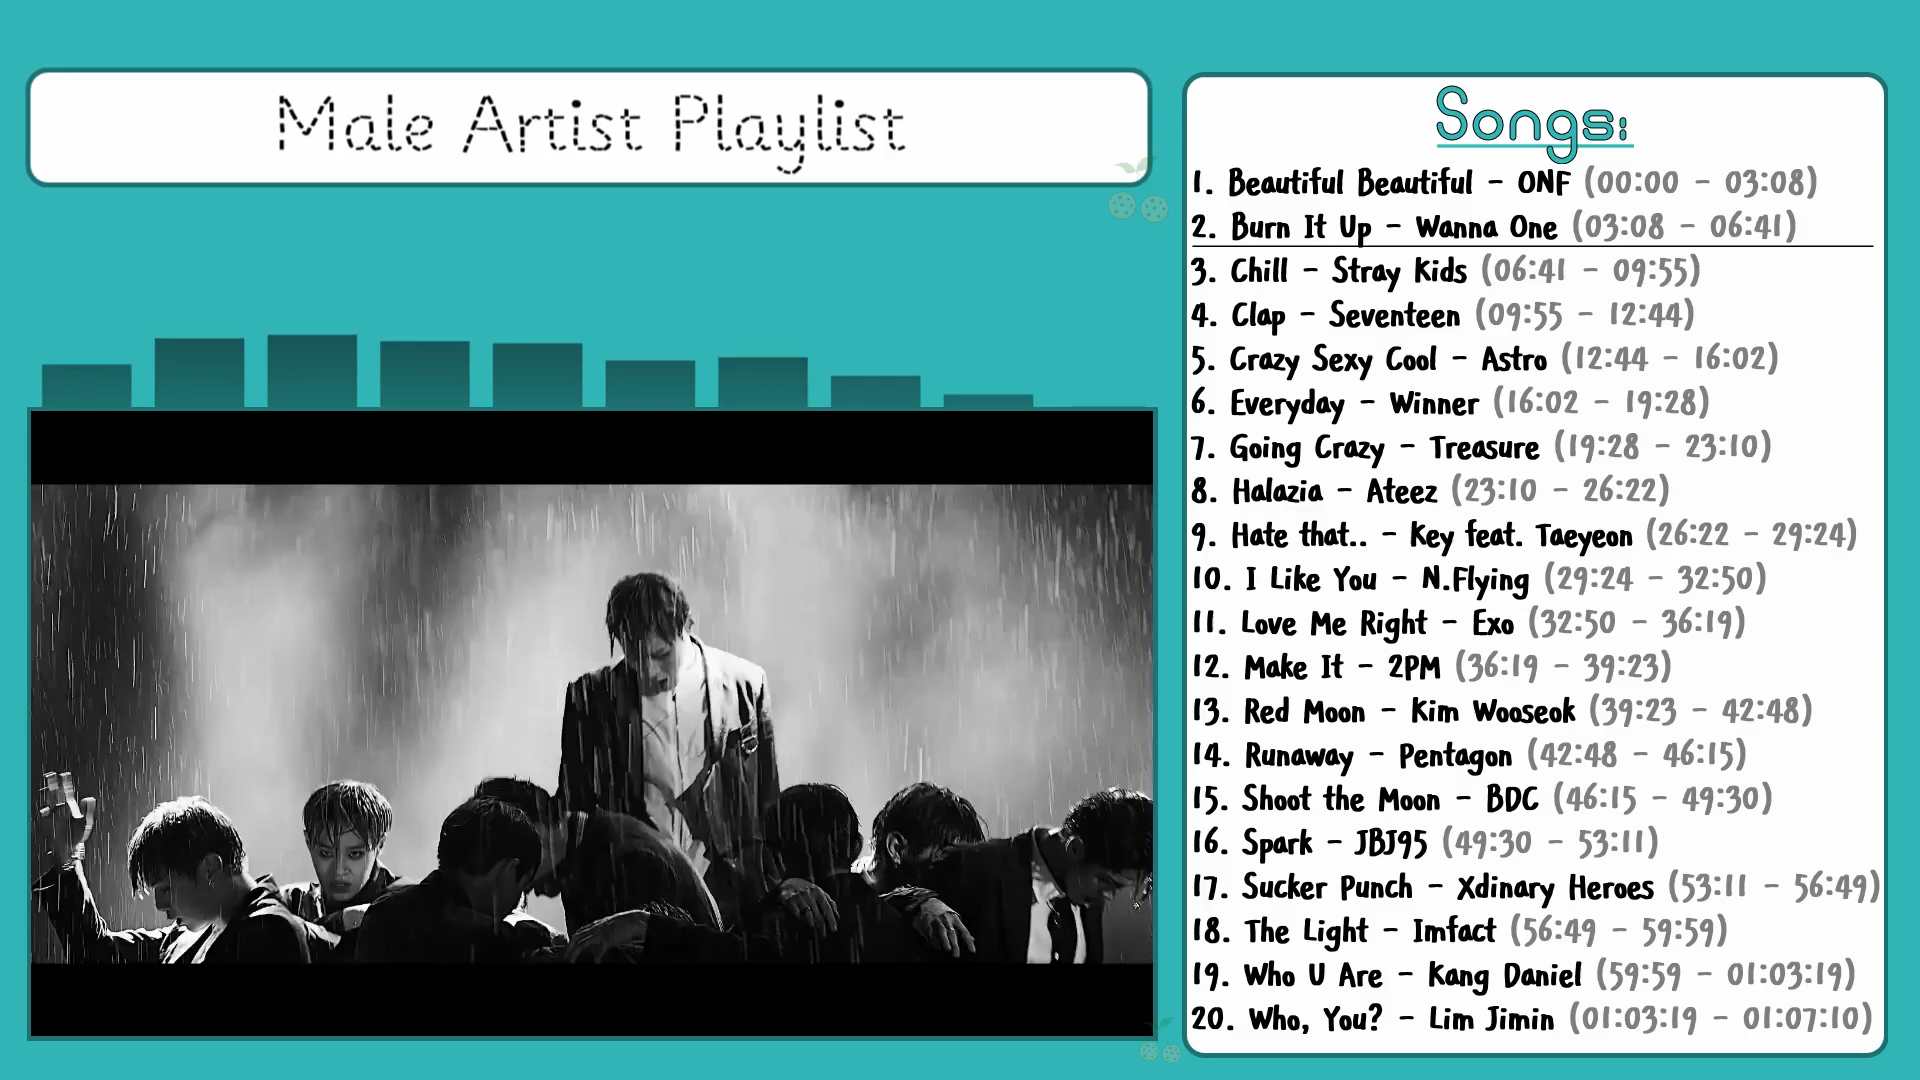 Male Artist Playlist
Songs:
1. Beautiful Beautiful - ONF (00:00 - 03:08)
2. Burn It Up - Wanna One (03:08 - 06:41)
3. Chill - Stray Kids (06:41 - 09:55)
4. Clap - Seventeen (09:55 - 12:44)
5. Crazy Sexy Cool - Astro (12:44 - 16:02)
6. Everyday - Winner (16:02 - 19:28)
7. Going Crazy - Treasure (19:28 - 23:10)
8. Halazia - Ateez (23:10 - 26:22)
9. Hate that.. - Key feat. Taeyeon (26:22 - 29:24)
10. I Like You - N.Flying (29:24 - 32:50)
11. Love Me Right - Exo (32:50 - 36:19)
12. Make It - 2PM (36:19 - 39:23)
13. Red Moon - Kim Wooseok (39:23 - 42:48)
14. Runaway - Pentagon (42:48 - 46:15)
15. Shoot the Moon - BDC (46:15 - 49:30)
16. Spark - JBJ95 (49:30 - 53:11)
17. Sucker Punch - Xdinary Heroes (53:11 - 56:49)
18. The Light - Imfact (56:49 - 59:59)
19. Who U Are - Kang Daniel (59:59 - 01:03:19)
20. Who, You? - Lim Jimin (01:03:19 - 01:07:10)